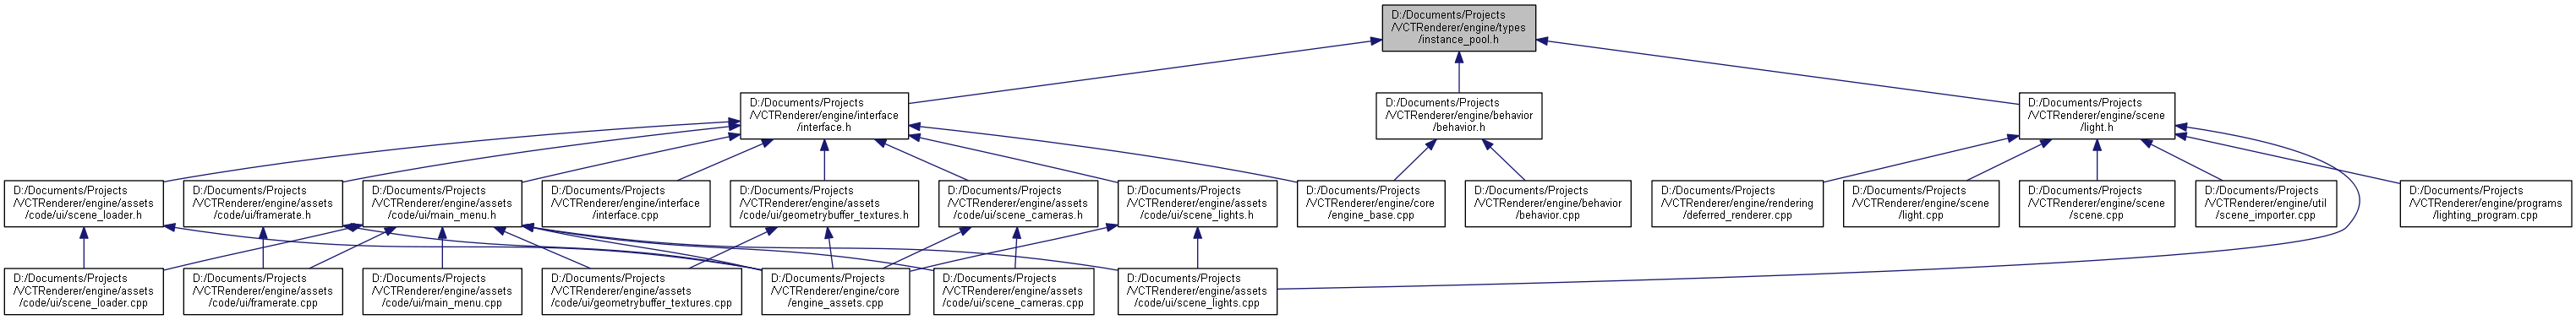 D:/Documents/Projects
/VCTRenderer/engine/types
/instance_pool.h
D:/Documents/Projects
/VCTRenderer/engine/interface
/interface.h
D:/Documents/Projects
/VCTRenderer/engine/behavior
/behavior.h
D:/Documents/Projects
/VCTRenderer/engine/scene
/light.h
D:/Documents/Projects
/VCTRenderer/engine/assets
/code/ui/scene_loader.h
D:/Documents/Projects
/VCTRenderer/engine/assets
/code/ui/framerate.h
D:/Documents/Projects
/VCTRenderer/engine/assets
/code/ui/main_menu.h
D:/Documents/Projects
/VCTRenderer/engine/interface
/interface.cpp
D:/Documents/Projects
/VCTRenderer/engine/assets
/code/ui/geometrybuffer_textures.h
D:/Documents/Projects
/VCTRenderer/engine/assets
/code/ui/scene_cameras.h
D:/Documents/Projects
/VCTRenderer/engine/assets
/code/ui/scene_lights.h
D:/Documents/Projects
/VCTRenderer/engine/core
/engine_base.cpp
D:/Documents/Projects
/VCTRenderer/engine/behavior
/behavior.cpp
D:/Documents/Projects
/VCTRenderer/engine/rendering
/deferred_renderer.cpp
D:/Documents/Projects
/VCTRenderer/engine/scene
/light.cpp
D:/Documents/Projects
/VCTRenderer/engine/scene
/scene.cpp
D:/Documents/Projects
/VCTRenderer/engine/util
/scene_importer.cpp
D:/Documents/Projects
/VCTRenderer/engine/programs
/lighting_program.cpp
D:/Documents/Projects
/VCTRenderer/engine/assets
/code/ui/scene_loader.cpp
D:/Documents/Projects
/VCTRenderer/engine/assets
/code/ui/framerate.cpp
D:/Documents/Projects
/VCTRenderer/engine/assets
/code/ui/main_menu.cpp
D:/Documents/Projects
/VCTRenderer/engine/assets
/code/ui/geometrybuffer_textures.cpp
D:/Documents/Projects
/VCTRenderer/engine/core
/engine_assets.cpp
D:/Documents/Projects
/VCTRenderer/engine/assets
/code/ui/scene_cameras.cpp
D:/Documents/Projects
/VCTRenderer/engine/assets
/code/ui/scene_lights.cpp